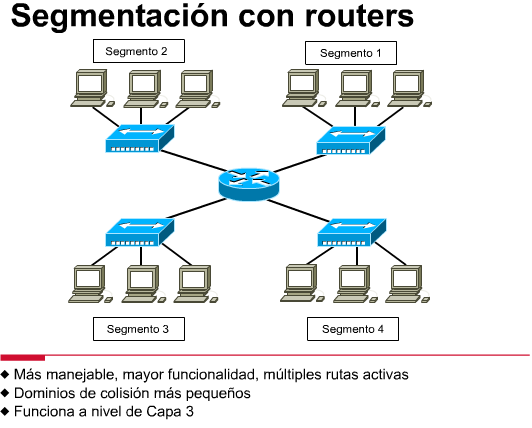 Segmentación con routers
Segmento 2
Segmento 1
Segmento 3
Segmento 4
Más manejable, mayor funcionalidad, múltiples rutas activas
Dominios de colisión más pequeños
Funciona a nivel de Capa 3